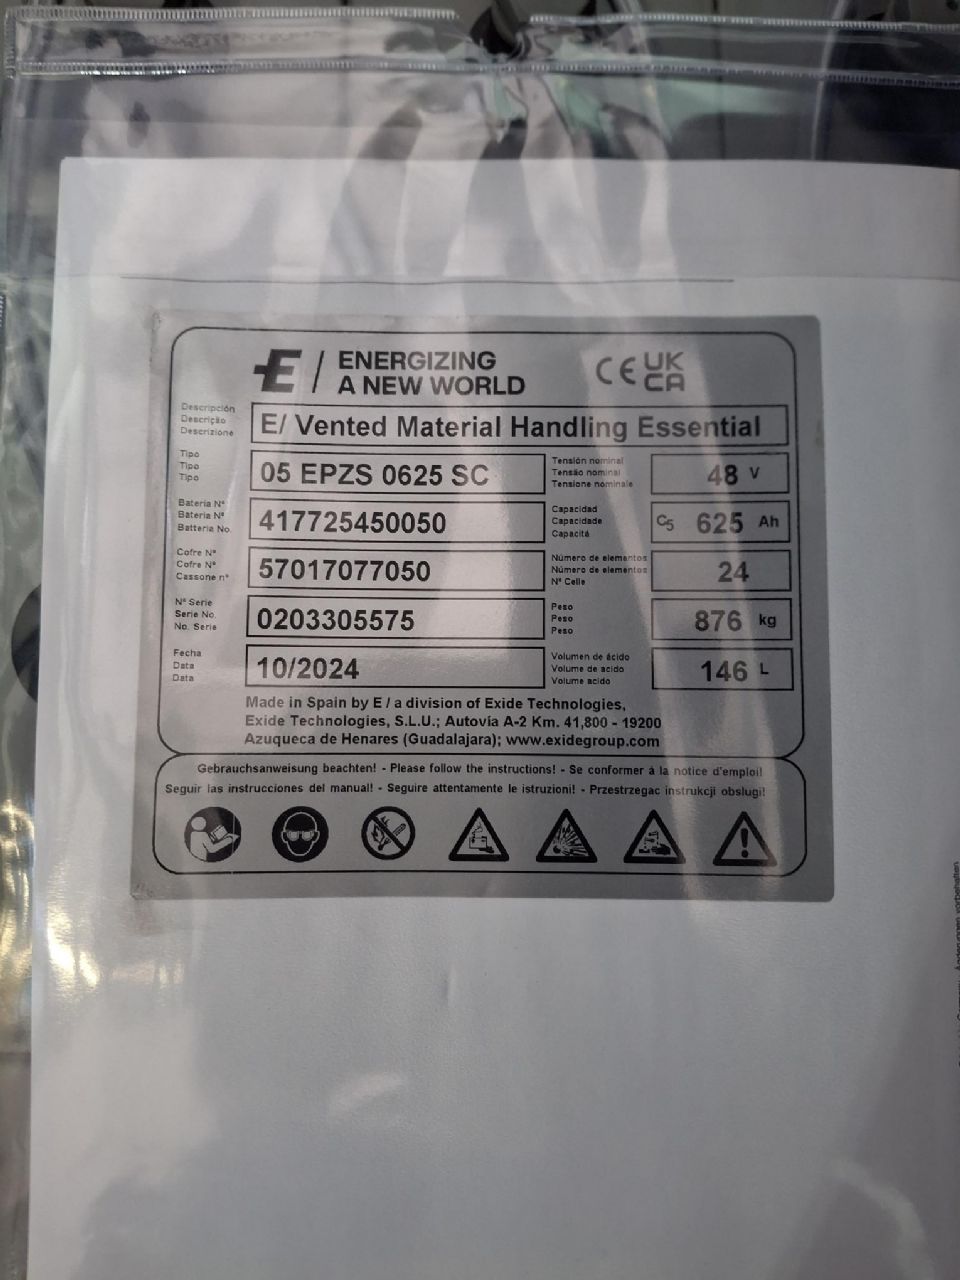 E / ENERGIZING
A NEW WORLD
CE UK
CA
Descripción
Descrição
Descrizione
E/ Vented Material Handling Essential
Tipo
Tipo
Tipo
05 EPZS 0625 SC
Tensión nominal
Tensão nominal
Tensione nominale
48 V
Bateria Nº
Bateria Nº
Batteria No.
417725450050
Capacidad
Capacidade
Capacitá
C5 625 Ah
Cofre Nº
Cofre Nº
Cassone nº
57017077050
Número de elementos
Número de elementos
Nº Celle
24
Nº Serie
Serie No.
No. Serie
0203305575
Peso
Peso
Peso
876 kg
Fecha
Data
Data
10/2024
Volumen de ácido
Volume de acido
Volume acido
146 L
Made in Spain by E / a division of Exide Technologies,
Exide Technologies, S.L.U.; Autovía A-2 Km. 41,800 - 19200
Azuqueca de Henares (Guadalajara); www.exidegroup.com
Gebrauchsanweisung beachten! - Please follow the instructions! - Se conformer à la notice d'emploi!
Seguir las instrucciones del manual! - Seguire attentamente le istruzioni! - Przestrzegac instrukcji obslugi!
Änderungen vorbehalten